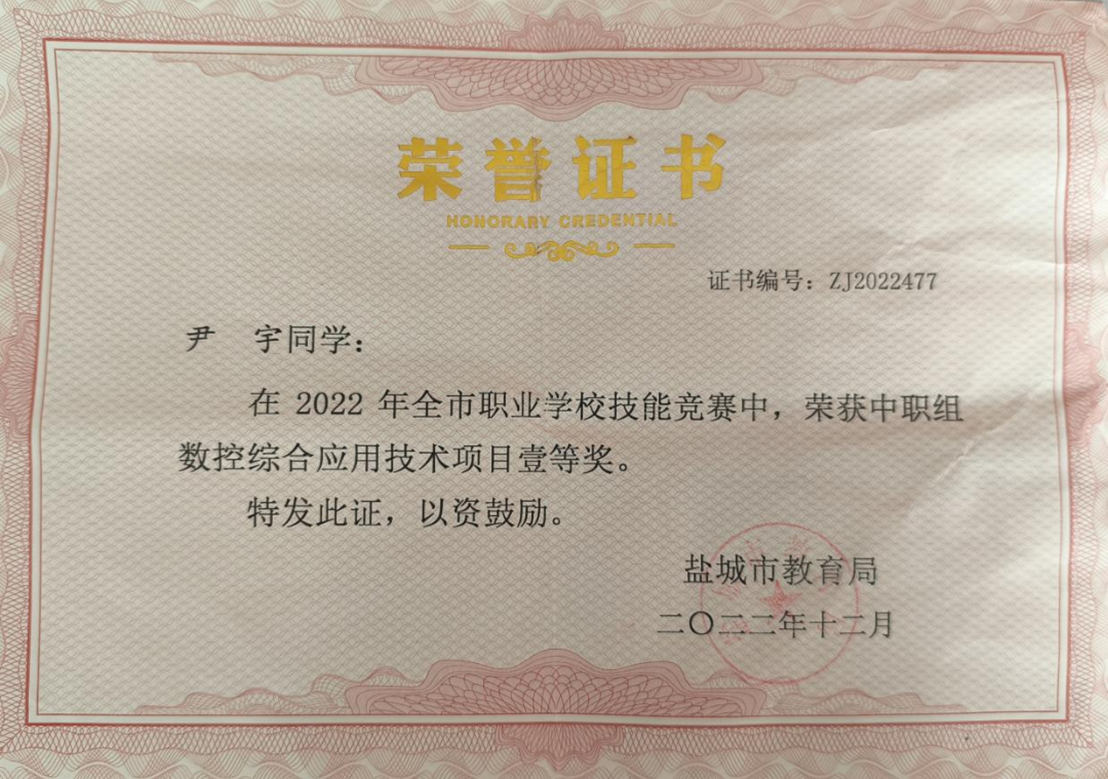 荣誉证书
HONORARY CREDENTIAL
证书编号：ZJ2022477
尹 宇同学：
在 2022 年全市职业学校技能竞赛中，荣获中职组
数控综合应用技术项目壹等奖。
特发此证，以资鼓励。
盐城市教育局
二〇二二年十二月